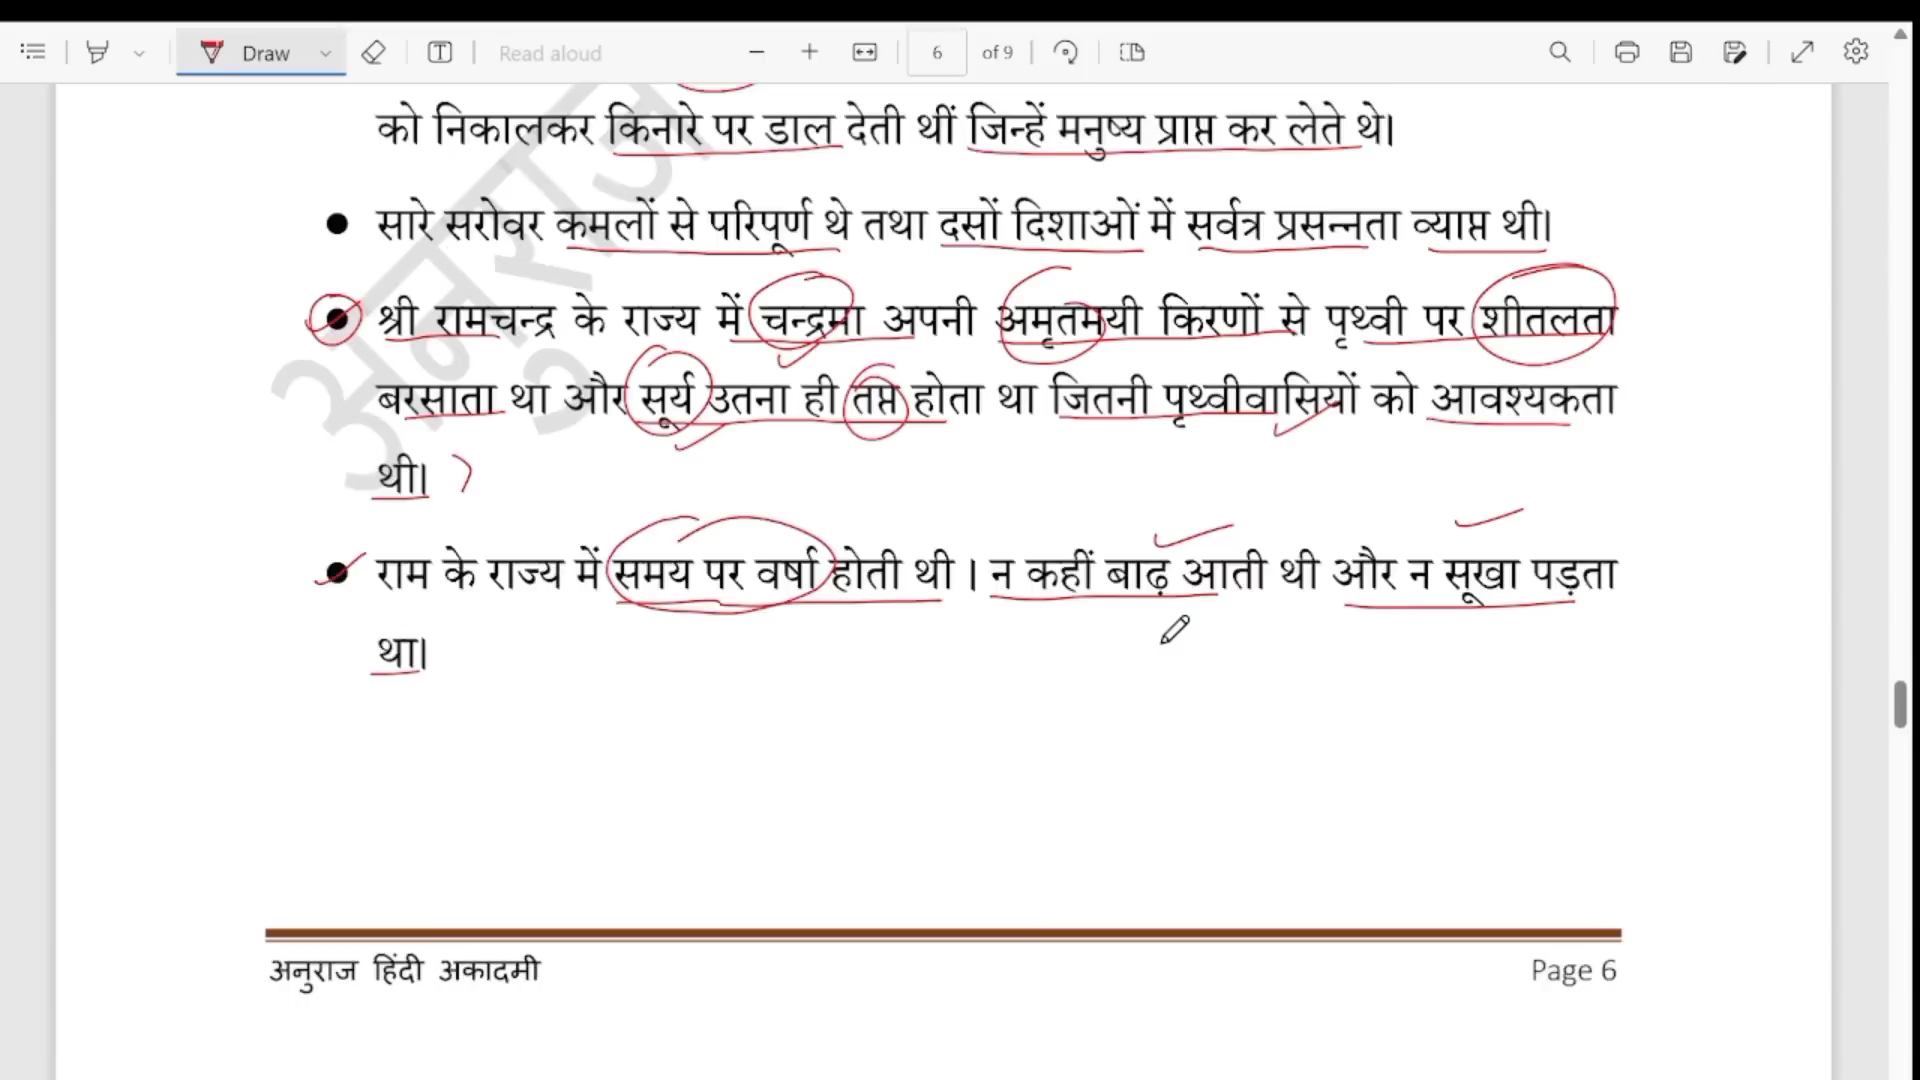 Draw
Read aloud
6 of 9
को निकालकर किनारे पर डाल देती थीं जिन्हें मनुष्य प्राप्त कर लेते थे।
● सारे सरोवर कमलों से परिपूर्ण थे तथा दसों दिशाओं में सर्वत्र प्रसन्नता व्याप्त थी।
● श्री रामचन्द्र के राज्य में चन्द्रमा अपनी अमृतमयी किरणों से पृथ्वी पर शीतलता
बरसाता था और सूर्य उतना ही तप्त होता था जितनी पृथ्वीवासियों को आवश्यकता
थी।
● राम के राज्य में समय पर वर्षा होती थी । न कहीं बाढ़ आती थी और न सूखा पड़ता
था।
अनुराज
अनुराज हिंदी अकादमी
Page 6